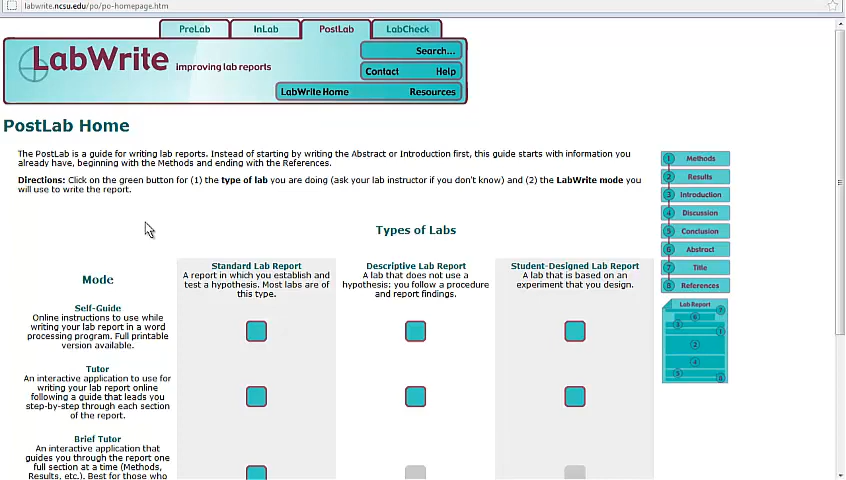 labwrite.ncsu.edu/po/po-homepage.htm
PreLab InLab PostLab LabCheck
LabWrite improving lab reports
Search...
Contact Help
LabWrite Home Resources
PostLab Home
The PostLab is a guide for writing lab reports. Instead of starting by writing the Abstract or Introduction first, this guide starts with information you
already have, beginning with the Methods and ending with the References.
Directions: Click on the green button for (1) the type of lab you are doing (ask your lab instructor if you don't know) and (2) the LabWrite mode you
will use to write the report.
1 Methods
2 Results
3 Introduction
4 Discussion
5 Conclusion
6 Abstract
7 Title
8 References
Lab Report
7
6
3
1
2
4
5
8
Types of Labs
Mode
Standard Lab Report
A report in which you establish and
test a hypothesis. Most labs are of
this type.
Descriptive Lab Report
A lab that does not use a
hypothesis: you follow a procedure
and report findings.
Student-Designed Lab Report
A lab that is based on an
experiment that you design.
Self-Guide
Online instructions to use while
writing your lab report in a word
processing program. Full printable
version available.
Tutor
An interactive application to use for
writing your lab report online
following a guide that leads you
step-by-step through each section
of the report.
Brief Tutor
An interactive application that
guides you through the report one
full section at a time (Methods,
Results, etc.). Best for those who